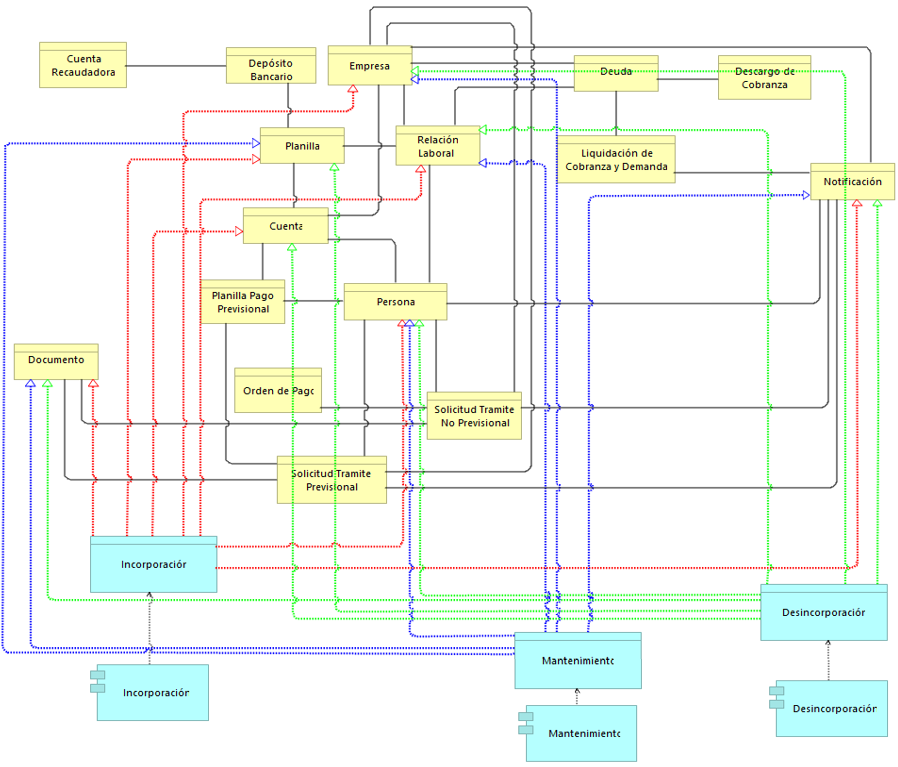 Cuenta
Recaudadora
Depósito
Bancario
Empresa
Deuda
Descargo de
Cobranza
Planilla
Relación
Laboral
Liquidación de
Cobranza y Demanda
Notificación
Cuenta
Planilla Pago
Previsional
Persona
Documento
Orden de Pago
Solicitud Tramite
No Previsional
Solicitud Tramite
Previsional
Incorporación
Desincorporación
Mantenimiento
Incorporación
Desincorporación
Mantenimiento